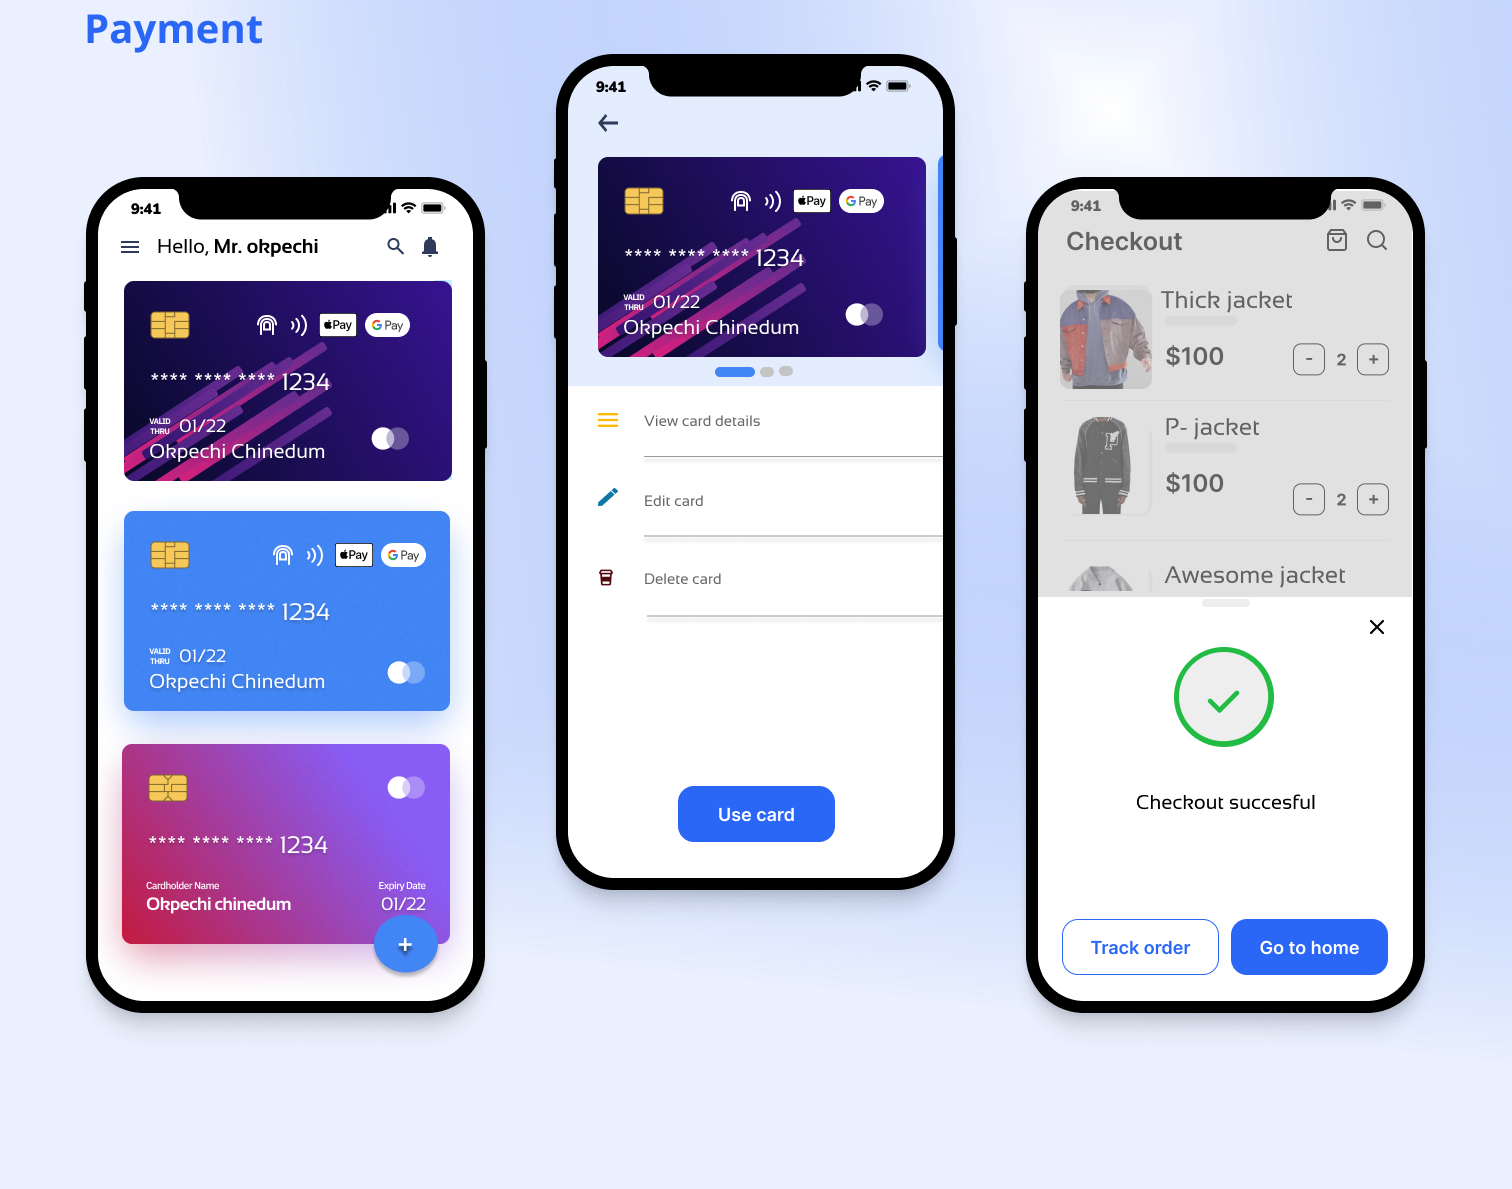 Payment
9:41
Hello, Mr. okpechi
Pay G Pay
**** **** **** 1234
VALID THRU 01/22
Okpechi Chinedum
Pay G Pay
**** **** **** 1234
VALID THRU 01/22
Okpechi Chinedum
**** **** **** 1234
Cardholder Name Expiry Date
Okpechi chinedum 01/22
+
9:41
Pay G Pay
**** **** **** 1234
VALID THRU 01/22
Okpechi Chinedum
View card details
Edit card
Delete card
Use card
9:41
Checkout
Thick jacket
$100 - 2 +
P- jacket
$100
- 2 +
Awesome jacket
Checkout succesful
Track order Go to home